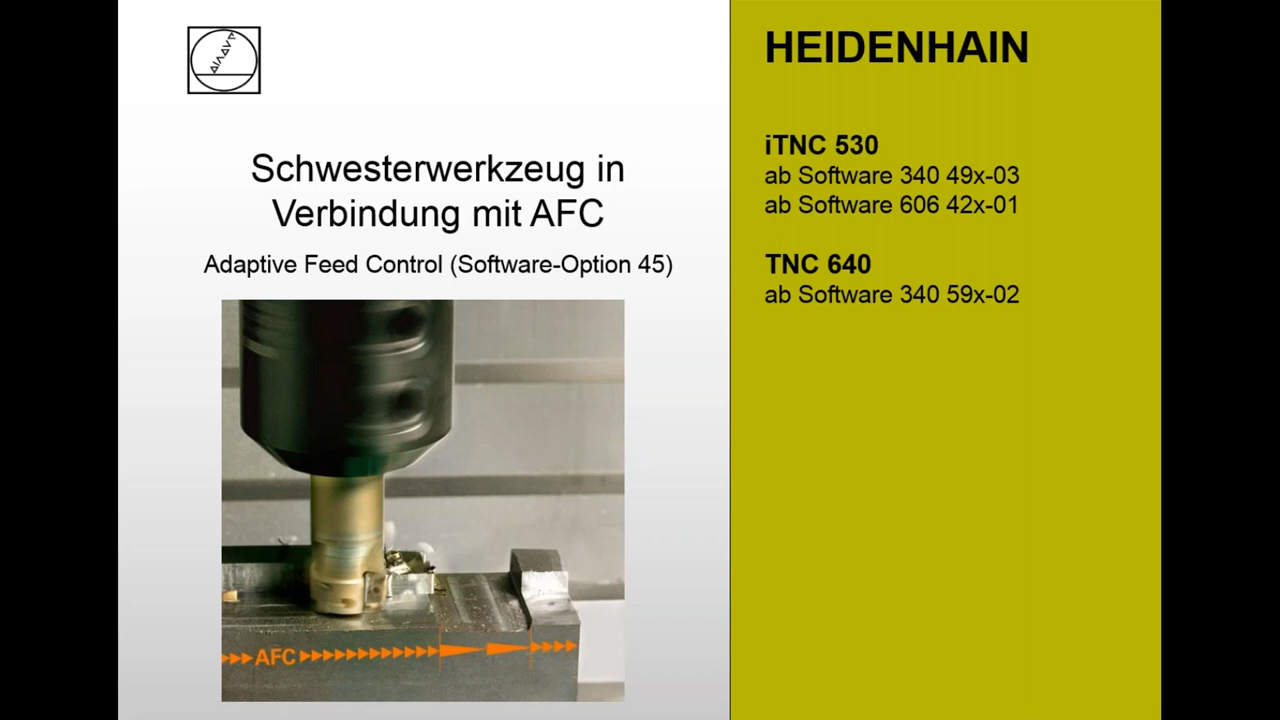 Schwesterwerkzeug in
Verbindung mit AFC
Adaptive Feed Control (Software-Option 45)
AFC
HEIDENHAIN
iTNC 530
ab Software 340 49x-03
ab Software 606 42x-01
TNC 640
ab Software 340 59x-02